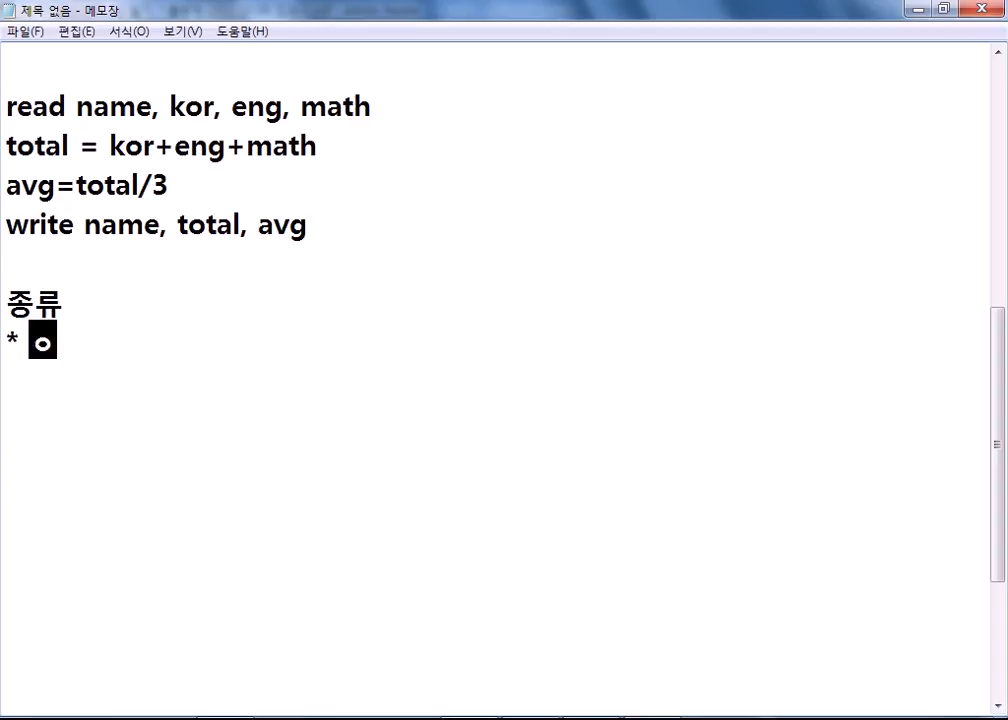 제목 없음 - 메모장
파일(F) 편집(E) 서식(O) 보기(V) 도움말(H)
read name, kor, eng, math
total = kor+eng+math
avg=total/3
write name, total, avg
종류
* ㅇ